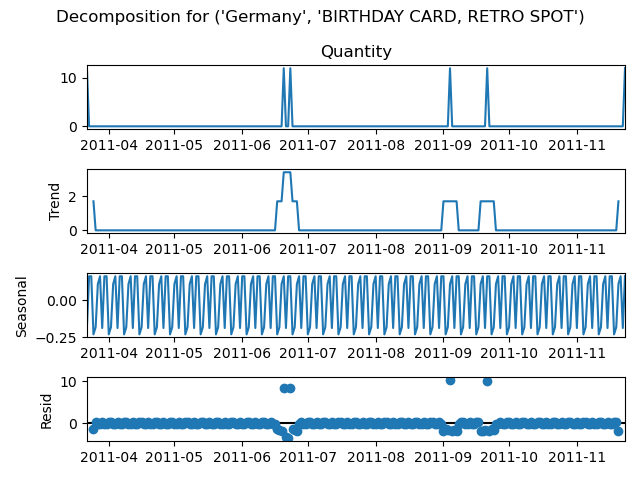 Decomposition for ('Germany', 'BIRTHDAY CARD, RETRO SPOT')
Quantity
10
0
2011-04 2011-05 2011-06 2011-07 2011-08 2011-09 2011-10 2011-11
Trend
2
0
2011-04 2011-05 2011-06 2011-07 2011-08 2011-09 2011-10 2011-11
Seasonal
0.00
−0.25
2011-04 2011-05 2011-06 2011-07 2011-08 2011-09 2011-10 2011-11
Resid
10
0
2011-04 2011-05 2011-06 2011-07 2011-08 2011-09 2011-10 2011-11